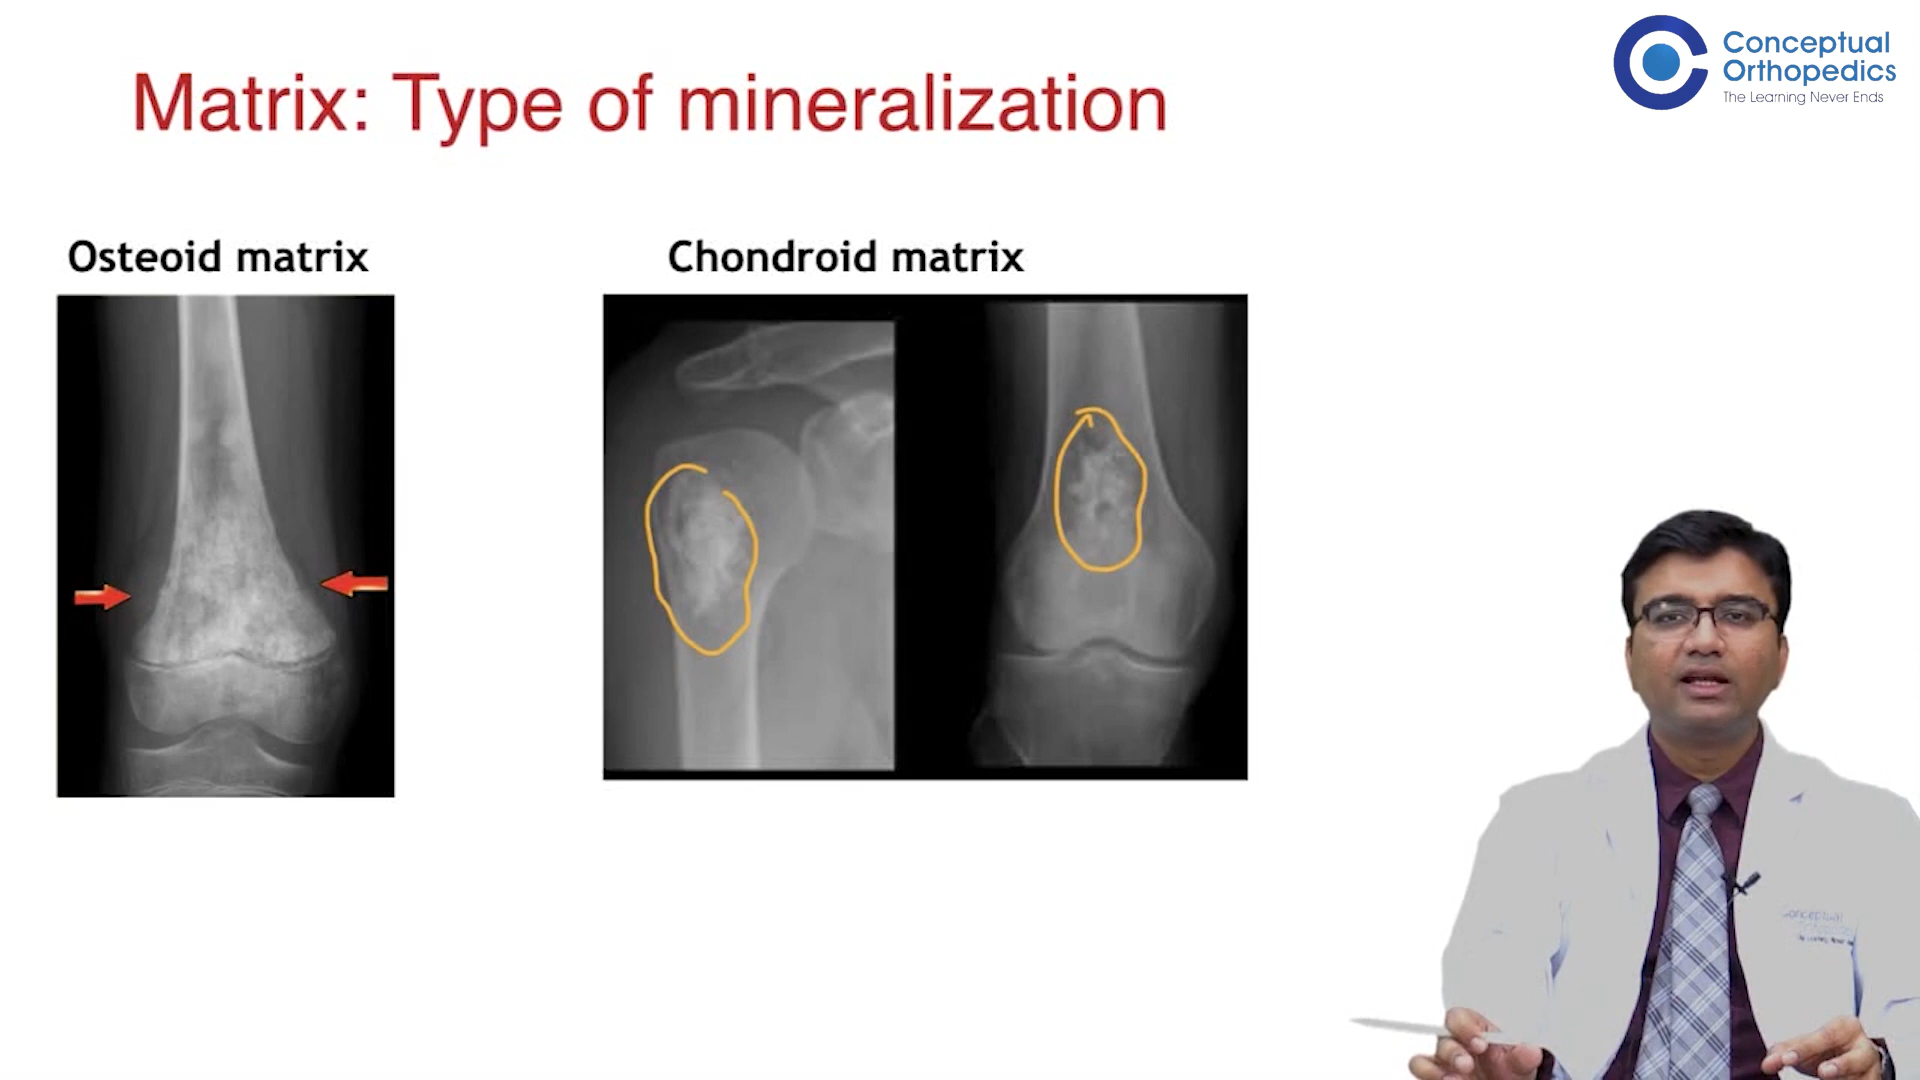 Conceptual
Orthopedics
The Learning Never Ends
Matrix: Type of mineralization
Osteoid matrix
Chondroid matrix